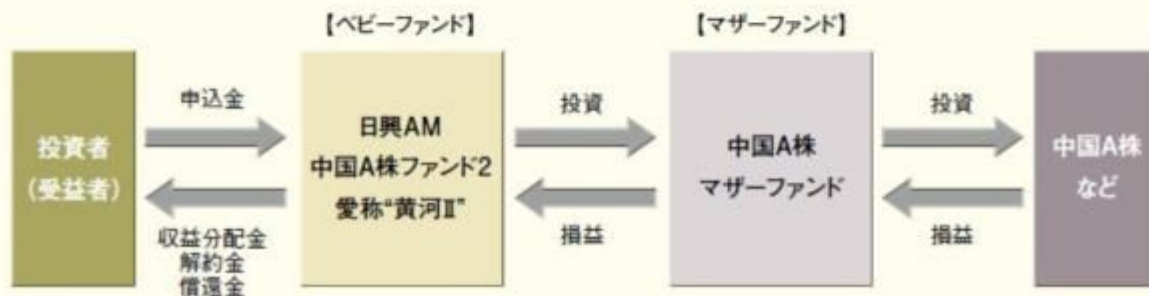 【ベビーファンド】
【マザーファンド】
投資者
（受益者）
申込金
収益分配金
解約金
償還金
日興AM
中国A株ファンド2
愛称“黄河Ⅱ”
投資
損益
中国A株
マザーファンド
投資
損益
中国A株
など